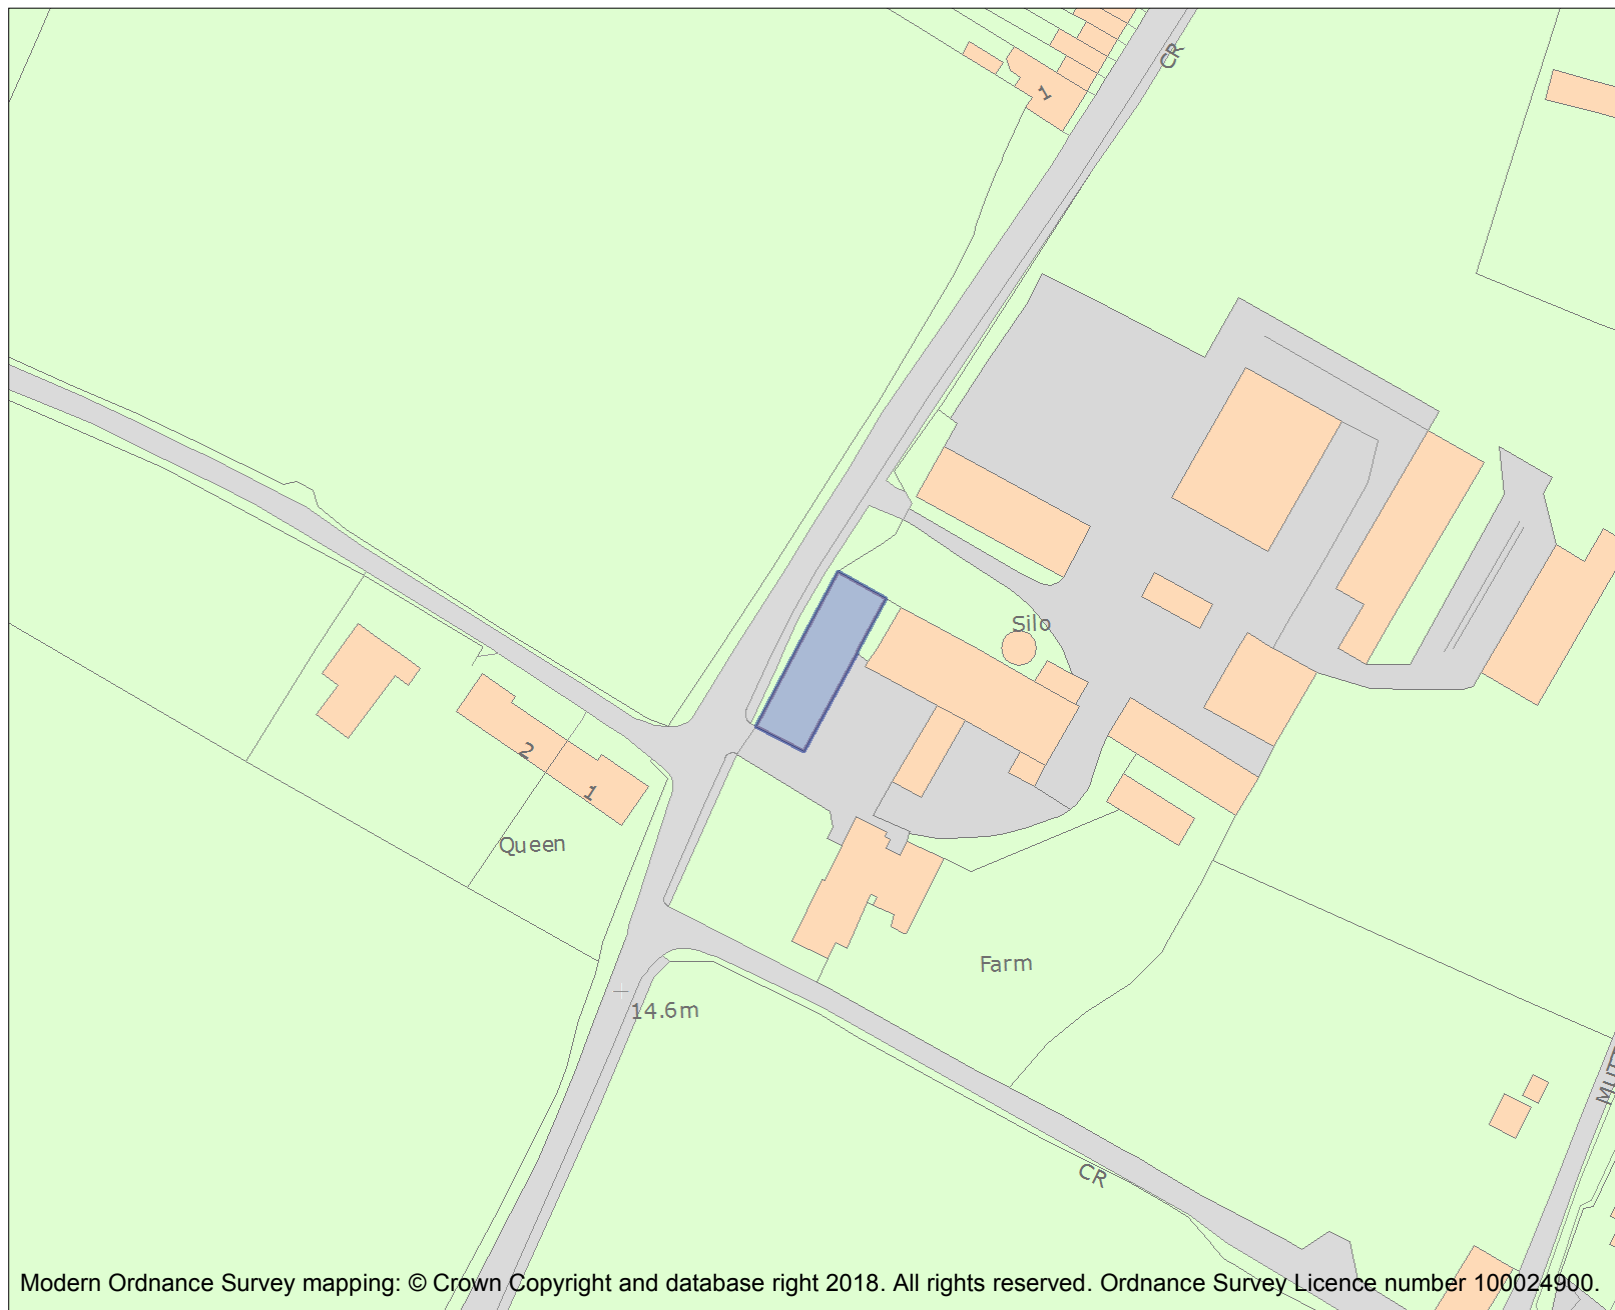 CR
1
Silo
2
1
Queen
Farm
14.6m
CR
Modern Ordnance Survey mapping: © Crown Copyright and database right 2018. All rights reserved. Ordnance Survey Licence number 100024900.